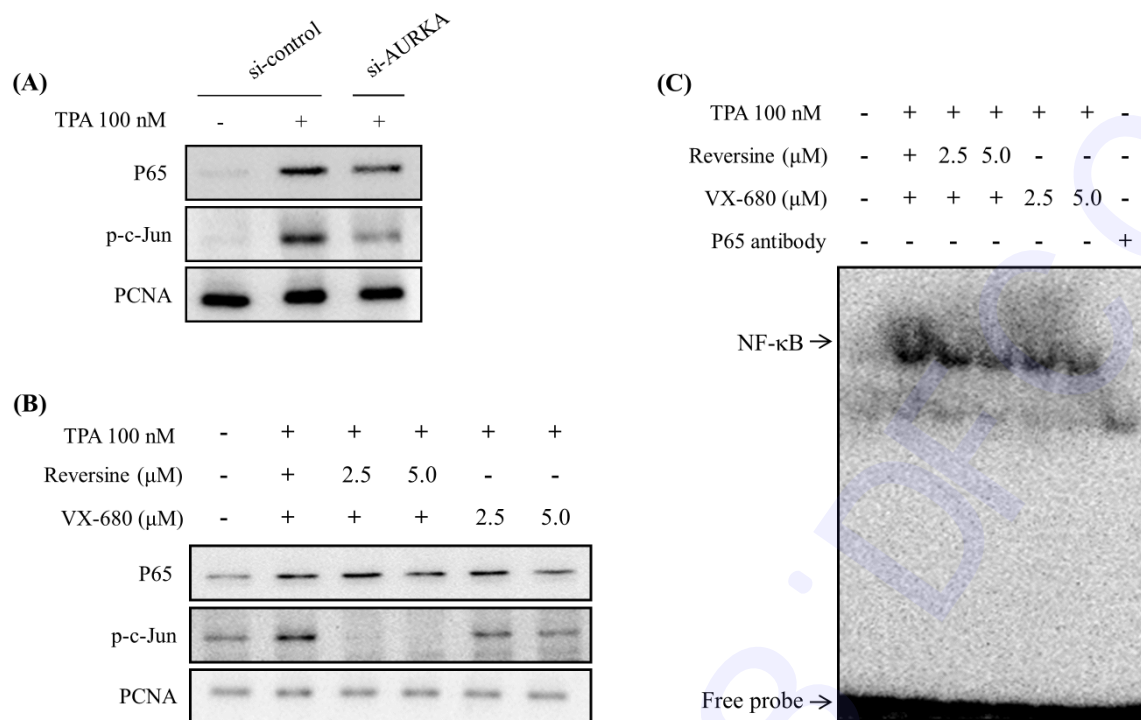 (A)
si-control si-AURKA
TPA 100 nM - + +
P65
p-c-Jun
PCNA
(B)
TPA 100 nM - + + + + +
Reversine (μM) - + 2.5 5.0 - -
VX-680 (μM) - + + + 2.5 5.0
P65
p-c-Jun
PCNA
(C)
TPA 100 nM - + + + + + -
Reversine (μM) - + 2.5 5.0 - - -
VX-680 (μM) - + + + 2.5 5.0 -
P65 antibody - - - - - - +
NF-κB →
Free probe →